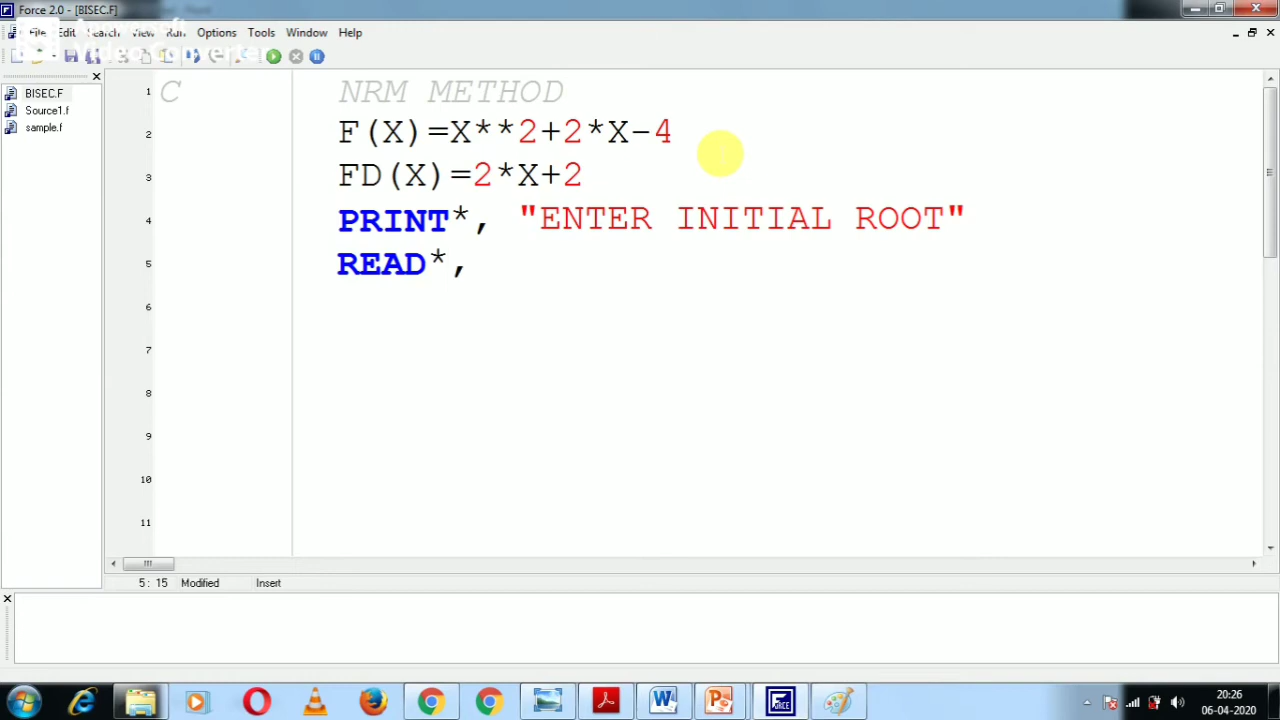 Force 2.0 - [BISEC.F]
File Edit Search View Run Options Tools Window Help
Video Converter
BISEC.F
Source1.f
sample.f
1 C NRM METHOD
2 F(X)=X**2+2*X-4
3 FD(X)=2*X+2
4 PRINT*, "ENTER INITIAL ROOT"
5 READ*,
6
7
8
9
10
11
5: 15 Modified Insert
20:26
06-04-2020